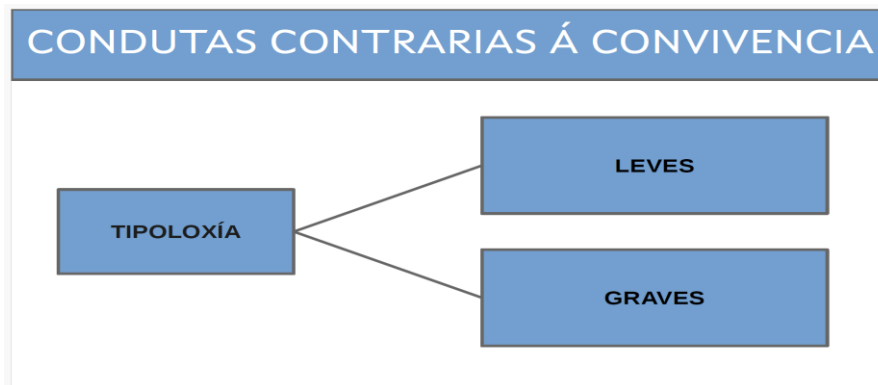 CONDUTAS CONTRARIAS Á CONVIVENCIA
TIPOLOXÍA
LEVES
GRAVES